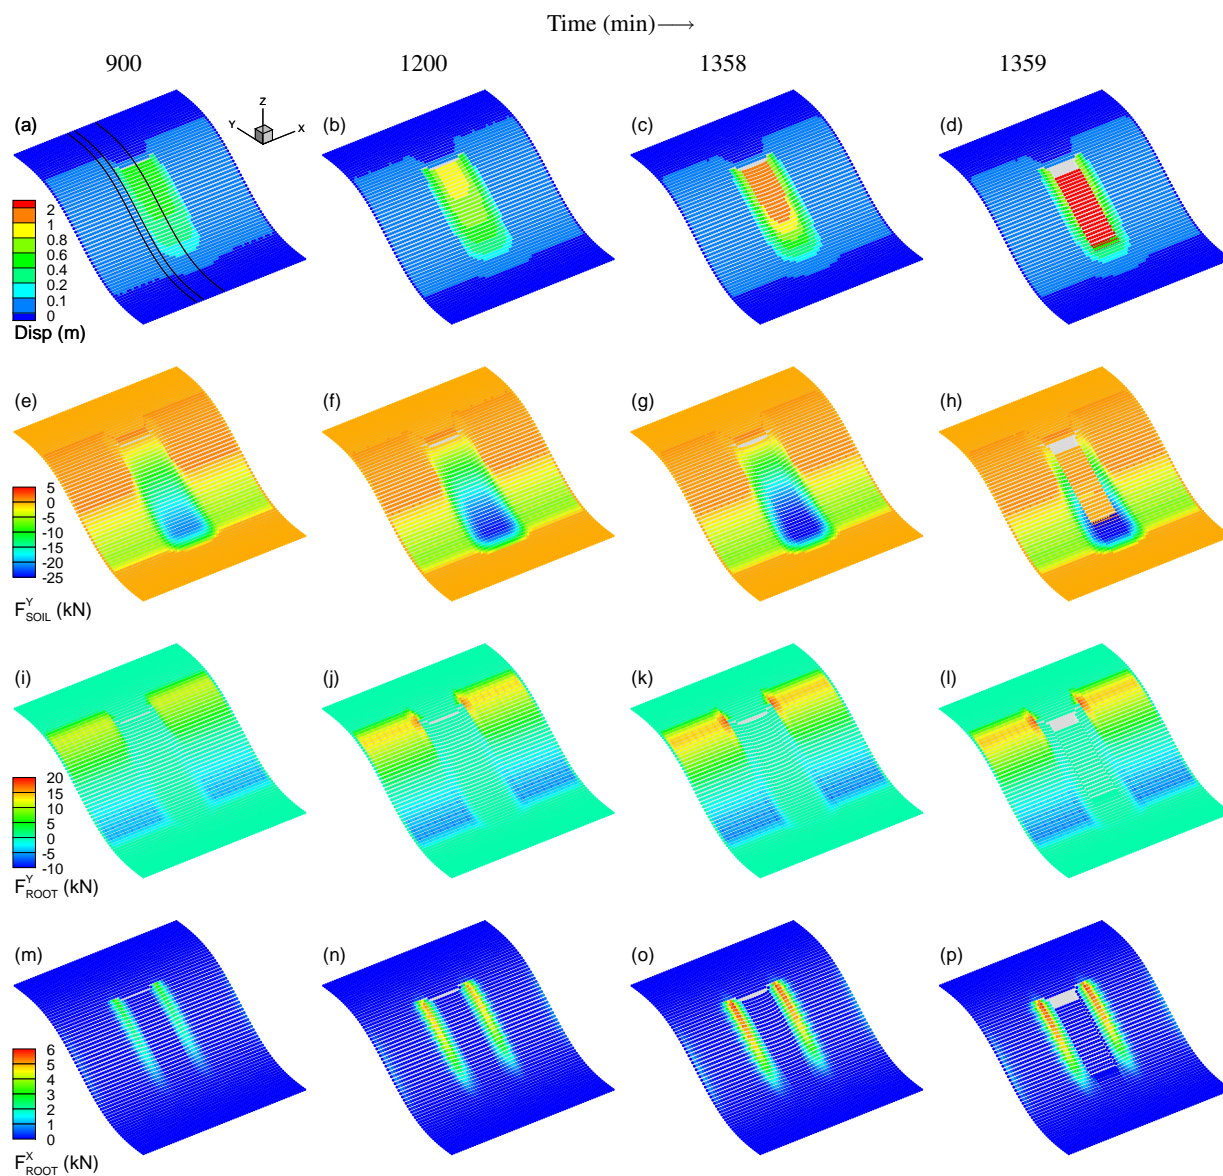 Time (min)⟶
900 1200 1358 1359
(a) (b) (c) (d)
Z
Y X
2
1
0.8
0.6
0.4
0.2
0.1
0
Disp (m)
(e) (f) (g) (h)
5
0
-5
-10
-15
-20
-25
F^Y_SOIL (kN)
(i) (j) (k) (l)
20
15
10
5
0
-5
-10
F^Y_ROOT (kN)
(m) (n) (o) (p)
6
5
4
3
2
1
0
F^X_ROOT (kN)